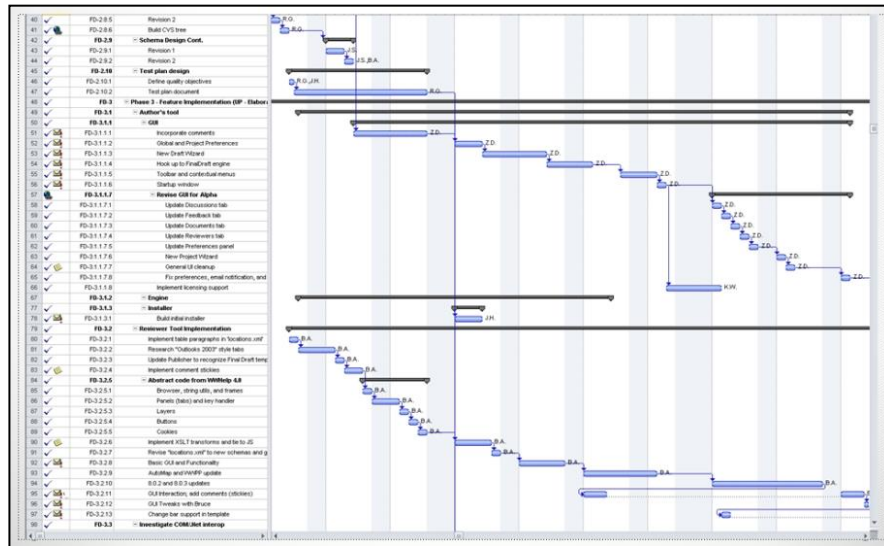 40 FD-2.8.5 Revision 2 R.G.
41 FD-2.8.6 Build CVS tree R.G.
42 FD-2.9 Schema Design Cont.
43 FD-2.9.1 Revision 1 J.S.
44 FD-2.9.2 Revision 2 J.S.,B.A.
45 FD-2.10 Test plan design
46 FD-2.10.1 Define quality objectives R.G.,J.H.
47 FD-2.10.2 Test plan document R.G.
48 FD-3 Phase 3 - Feature Implementation (UP - Elabora
49 FD-3.1 Author's tool
50 FD-3.1.1 GUI
51 FD-3.1.1.1 Incorporate comments Z.D.
52 FD-3.1.1.2 Global and Project Preferences Z.D.
53 FD-3.1.1.3 New Draft Wizard Z.D.
54 FD-3.1.1.4 Hook up to FinalDraft engine Z.D.
55 FD-3.1.1.5 Toolbar and contextual menus Z.D.
56 FD-3.1.1.6 Startup window Z.D.
57 FD-3.1.1.7 Revise GUI for Alpha
58 FD-3.1.1.7.1 Update Discussions tab Z.D.
59 FD-3.1.1.7.2 Update Feedback tab Z.D.
60 FD-3.1.1.7.3 Update Documents tab Z.D.
61 FD-3.1.1.7.4 Update Reviewers tab Z.D.
62 FD-3.1.1.7.5 Update Preferences panel Z.D.
63 FD-3.1.1.7.6 New Project Wizard Z.D.
64 FD-3.1.1.7.7 General UI cleanup Z.D.
65 FD-3.1.1.7.8 Fix preferences, email notification, and Z.D.
66 FD-3.1.1.8 Implement licensing support K.W.
67 FD-3.1.2 Engine
77 FD-3.1.3 Installer
78 FD-3.1.3.1 Build initial installer J.H.
79 FD-3.2 Reviewer Tool Implementation
80 FD-3.2.1 Implement table paragraphs in 'locations.xml' B.A.
81 FD-3.2.2 Research "Outlooks 2003" style tabs B.A.
82 FD-3.2.3 Update Publisher to recognize Final Draft temp B.A.
83 FD-3.2.4 Implement comment stickies B.A.
84 FD-3.2.5 Abstract code from WWHelp 4.0
85 FD-3.2.5.1 Browser, string utils, and frames B.A.
86 FD-3.2.5.2 Panels (tabs) and key handler B.A.
87 FD-3.2.5.3 Layers B.A.
88 FD-3.2.5.4 Buttons B.A.
89 FD-3.2.5.5 Cookies B.A.
90 FD-3.2.6 Implement XSLT transforms and tie to JS B.A.
91 FD-3.2.7 Revise "locations.xml" to new schemas and g B.A.
92 FD-3.2.8 Basic GUI and Functionality B.A.
93 FD-3.2.9 AutoMap and WWFP update B.A.
94 FD-3.2.10 8.0.2 and 8.0.3 updates B.A.
95 FD-3.2.11 GUI Interaction, add comments (stickies)
96 FD-3.2.12 GUI Tweaks with Bruce
97 FD-3.2.13 Change bar support in template
98 FD-3.3 Investigate COM/JNet interop